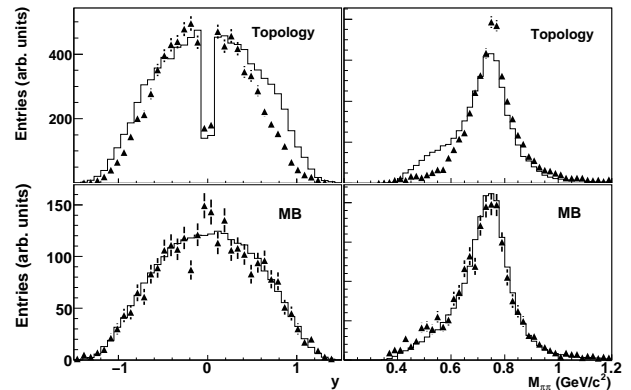 Entries (arb. units)
400
200
Topology
Topology
Entries (arb. units)
150
100
50
0
MB
MB
−1
0
1
y
0.4
0.6
0.8
1
1.2
Mππ (GeV/c²)